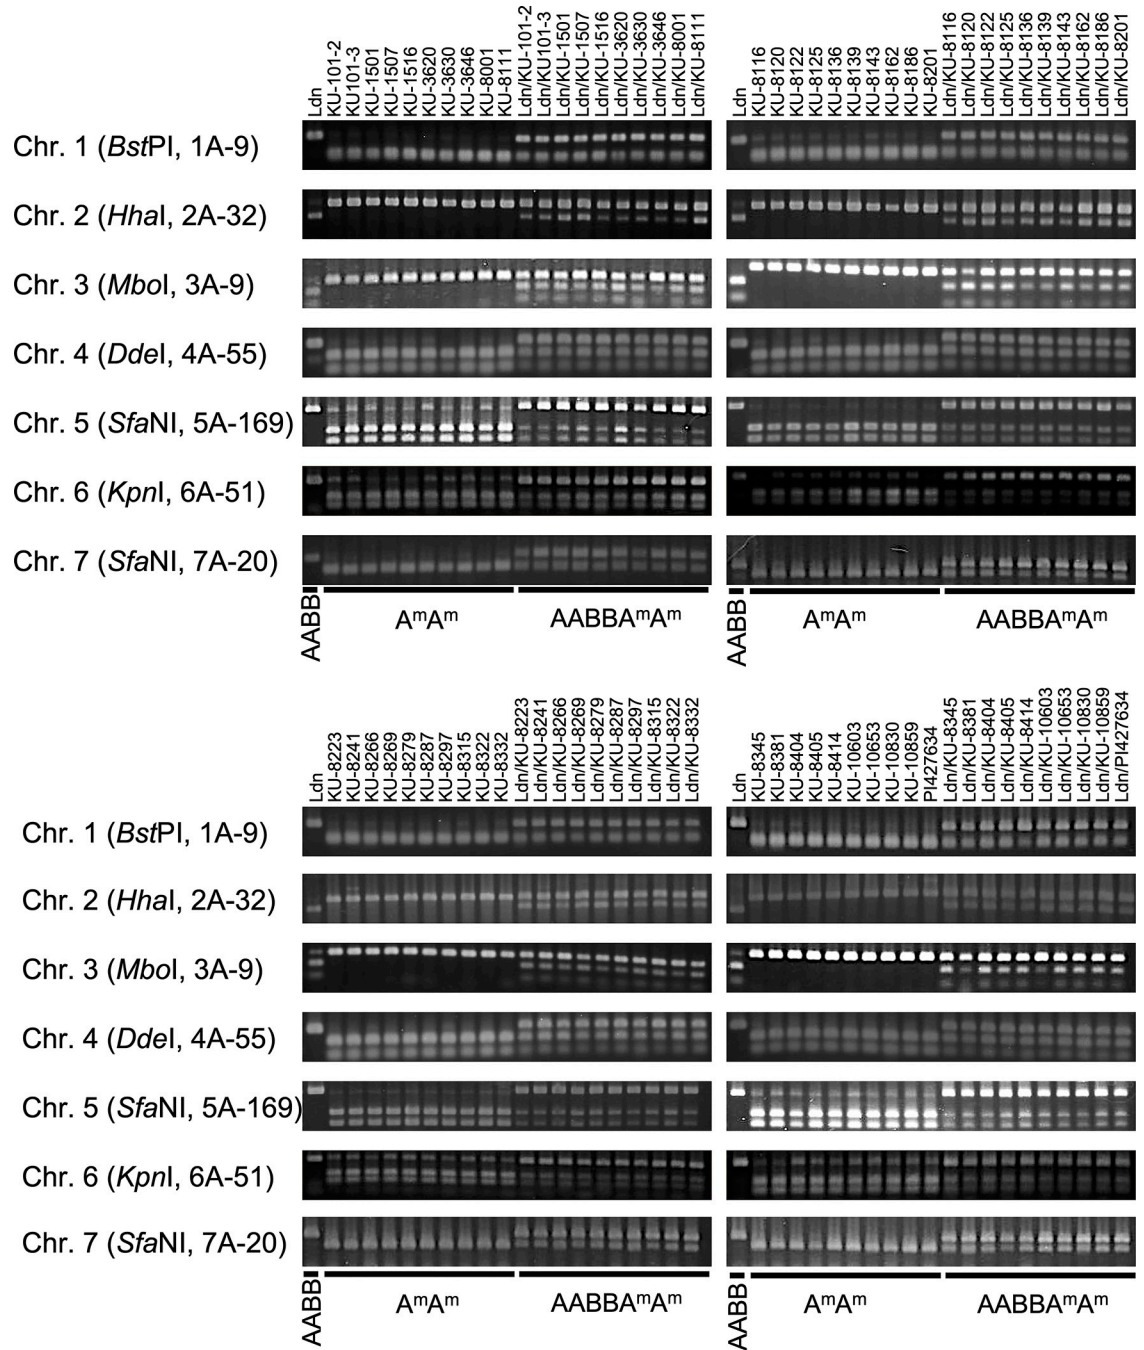 Ldn KU-101-2 KU101-3 KU-1501 KU-1507 KU-1516 KU-3620 KU-3630 KU-3646 KU-8001 KU-8111 Ldn/KU-101-2 Ldn/KU101-3 Ldn/KU-1501 Ldn/KU-1507 Ldn/KU-1516 Ldn/KU-3620 Ldn/KU-3630 Ldn/KU-3646 Ldn/KU-8001 Ldn/KU-8111
Ldn KU-8116 KU-8120 KU-8122 KU-8125 KU-8136 KU-8139 KU-8143 KU-8162 KU-8186 KU-8201 Ldn/KU-8116 Ldn/KU-8120 Ldn/KU-8122 Ldn/KU-8125 Ldn/KU-8136 Ldn/KU-8139 Ldn/KU-8143 Ldn/KU-8162 Ldn/KU-8186 Ldn/KU-8201
Chr. 1 (BstPI, 1A-9)
Chr. 2 (HhaI, 2A-32)
Chr. 3 (MboI, 3A-9)
Chr. 4 (DdeI, 4A-55)
Chr. 5 (SfaNI, 5A-169)
Chr. 6 (KpnI, 6A-51)
Chr. 7 (SfaNI, 7A-20)
AABB AᵐAᵐ AABBAᵐAᵐ AABB AᵐAᵐ AABBAᵐAᵐ
Ldn KU-8223 KU-8241 KU-8266 KU-8269 KU-8279 KU-8287 KU-8297 KU-8315 KU-8322 KU-8332 Ldn/KU-8223 Ldn/KU-8241 Ldn/KU-8266 Ldn/KU-8269 Ldn/KU-8279 Ldn/KU-8287 Ldn/KU-8297 Ldn/KU-8315 Ldn/KU-8322 Ldn/KU-8332
Ldn KU-8345 KU-8381 KU-8404 KU-8405 KU-8414 KU-10603 KU-10653 KU-10830 KU-10859 PI427634 Ldn/KU-8345 Ldn/KU-8381 Ldn/KU-8404 Ldn/KU-8405 Ldn/KU-8414 Ldn/KU-10603 Ldn/KU-10653 Ldn/KU-10830 Ldn/KU-10859 Ldn/PI427634
Chr. 1 (BstPI, 1A-9)
Chr. 2 (HhaI, 2A-32)
Chr. 3 (MboI, 3A-9)
Chr. 4 (DdeI, 4A-55)
Chr. 5 (SfaNI, 5A-169)
Chr. 6 (KpnI, 6A-51)
Chr. 7 (SfaNI, 7A-20)
AABB AᵐAᵐ AABBAᵐAᵐ AABB AᵐAᵐ AABBAᵐAᵐ